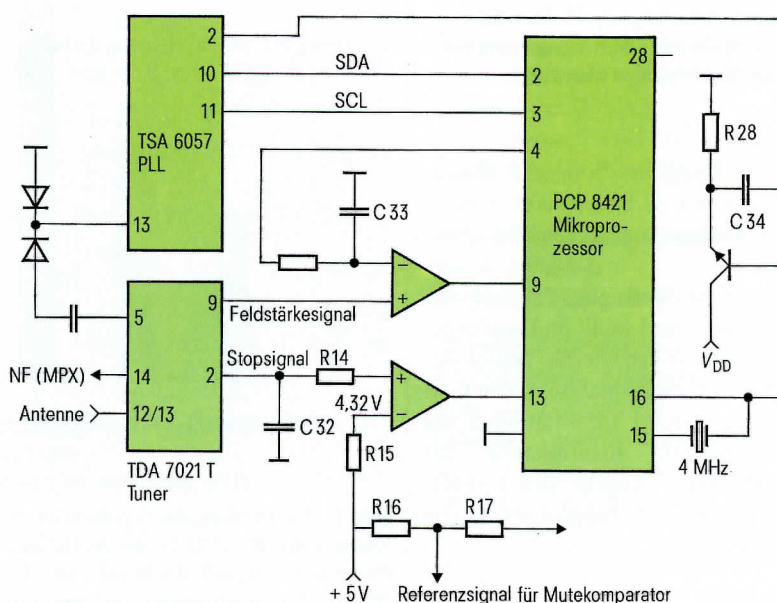 2
28
10
SDA
2
11
SCL
3
TSA 6057
PLL
4
R 28
C 33
PCP 8421
Mikropro-
zessor
C 34
13
−
+
9
9
Feldstärkesignal
5
Stopsignal
R14
V_DD
NF (MPX)
14
2
+
−
4,32 V
13
16
Antenne
12/13
C 32
15
R15
4 MHz
TDA 7021 T
Tuner
R16
R17
+ 5V
Referenzsignal für Mutekomparator